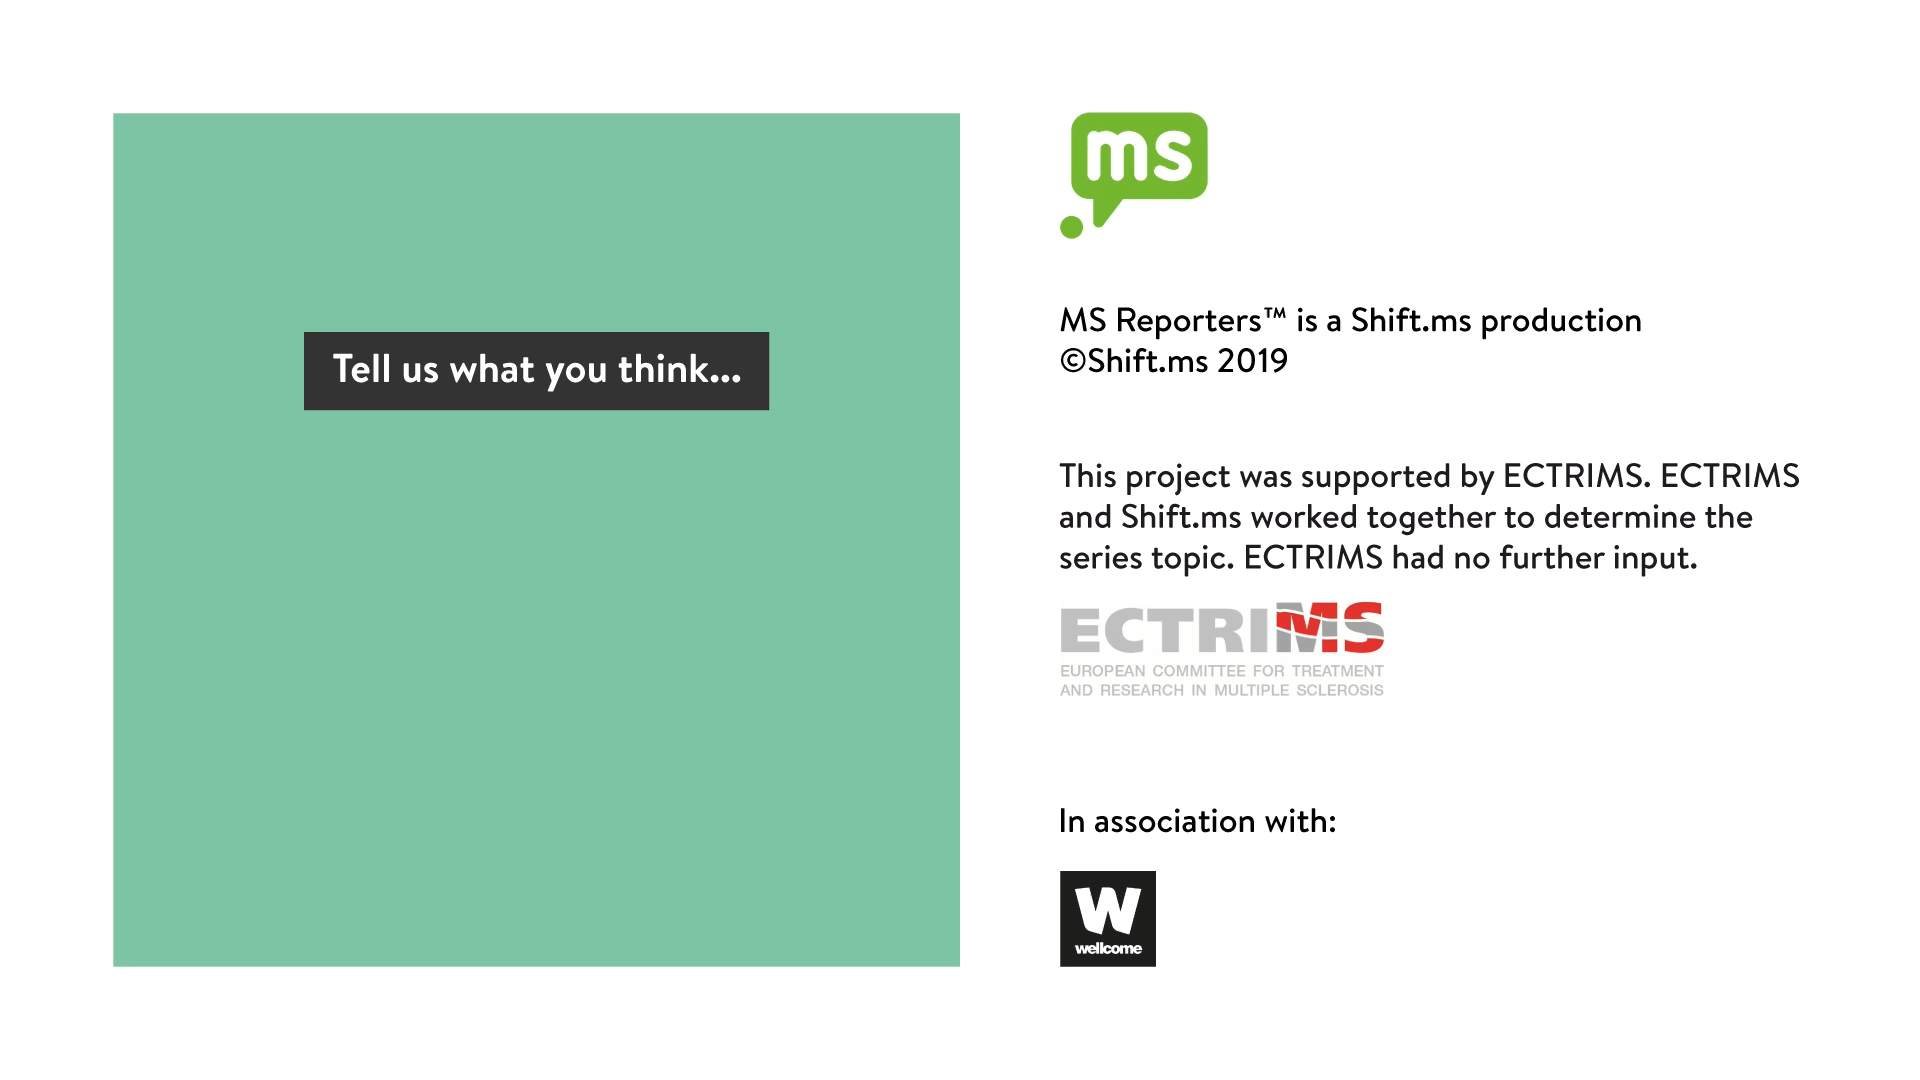 Tell us what you think...
ms
MS Reporters™ is a Shift.ms production
©Shift.ms 2019
This project was supported by ECTRIMS. ECTRIMS
and Shift.ms worked together to determine the
series topic. ECTRIMS had no further input.
ECTRIMS
EUROPEAN COMMITTEE FOR TREATMENT
AND RESEARCH IN MULTIPLE SCLEROSIS
In association with:
W
wellcome